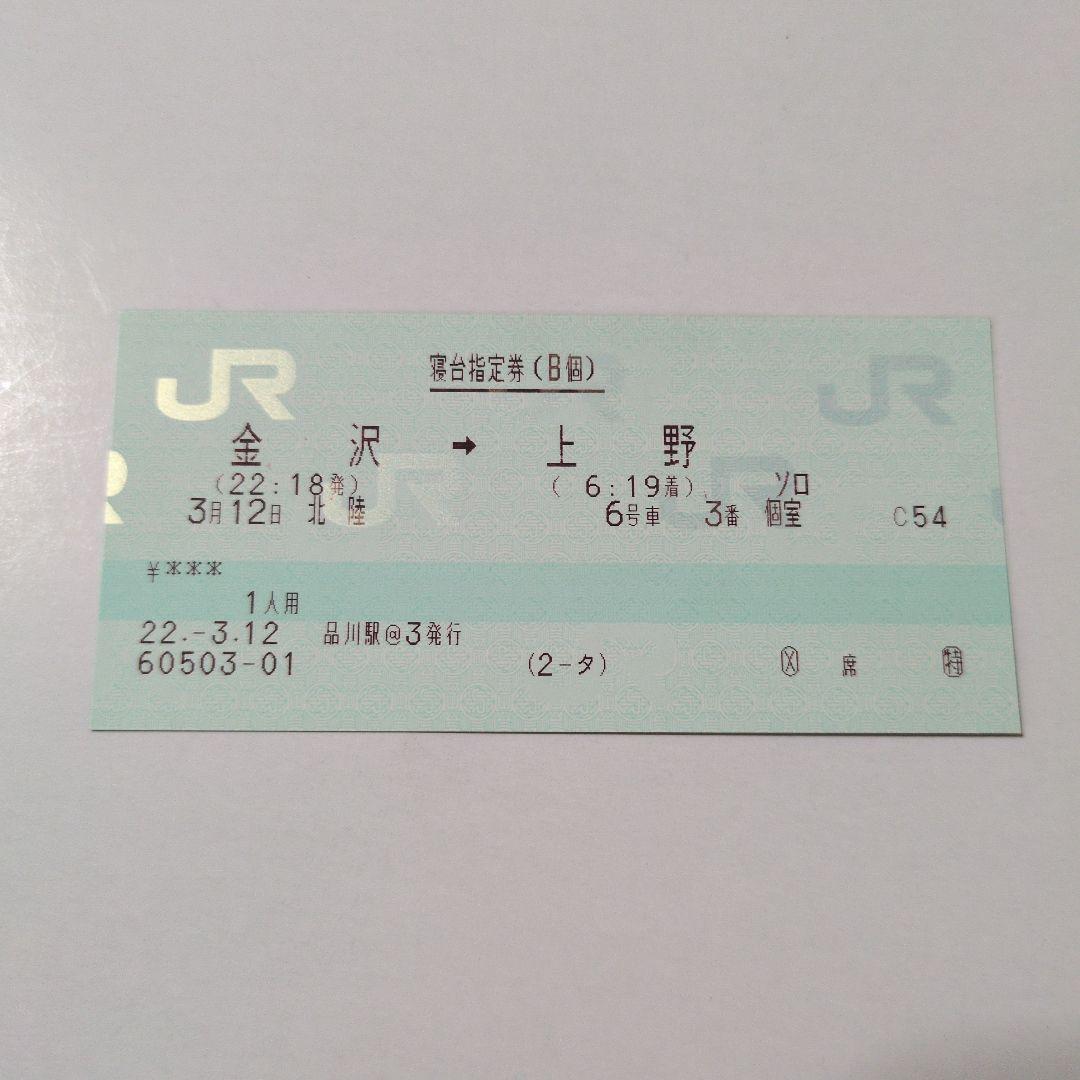 JR
寝台指定券(B個)
金 沢 ➡ 上 野
(22:18発) ( 6:19着) ソロ
3月12日 北 陸 6号車 3番 個室 C54
¥***
1人用
22.-3.12 品川駅@3発行
60503-01 (2-タ) Ⓧ 席 ㊕